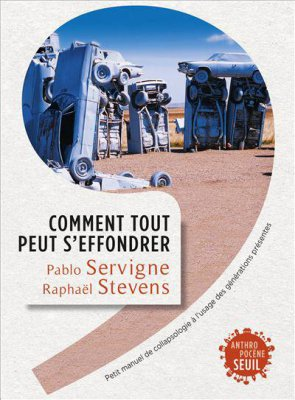 COMMENT TOUT
PEUT S'EFFONDRER
Pablo Servigne
Raphaël Stevens
Petit manuel de collapsologie à l'usage des générations présentes
ANTHRO
POCÈNE
SEUIL